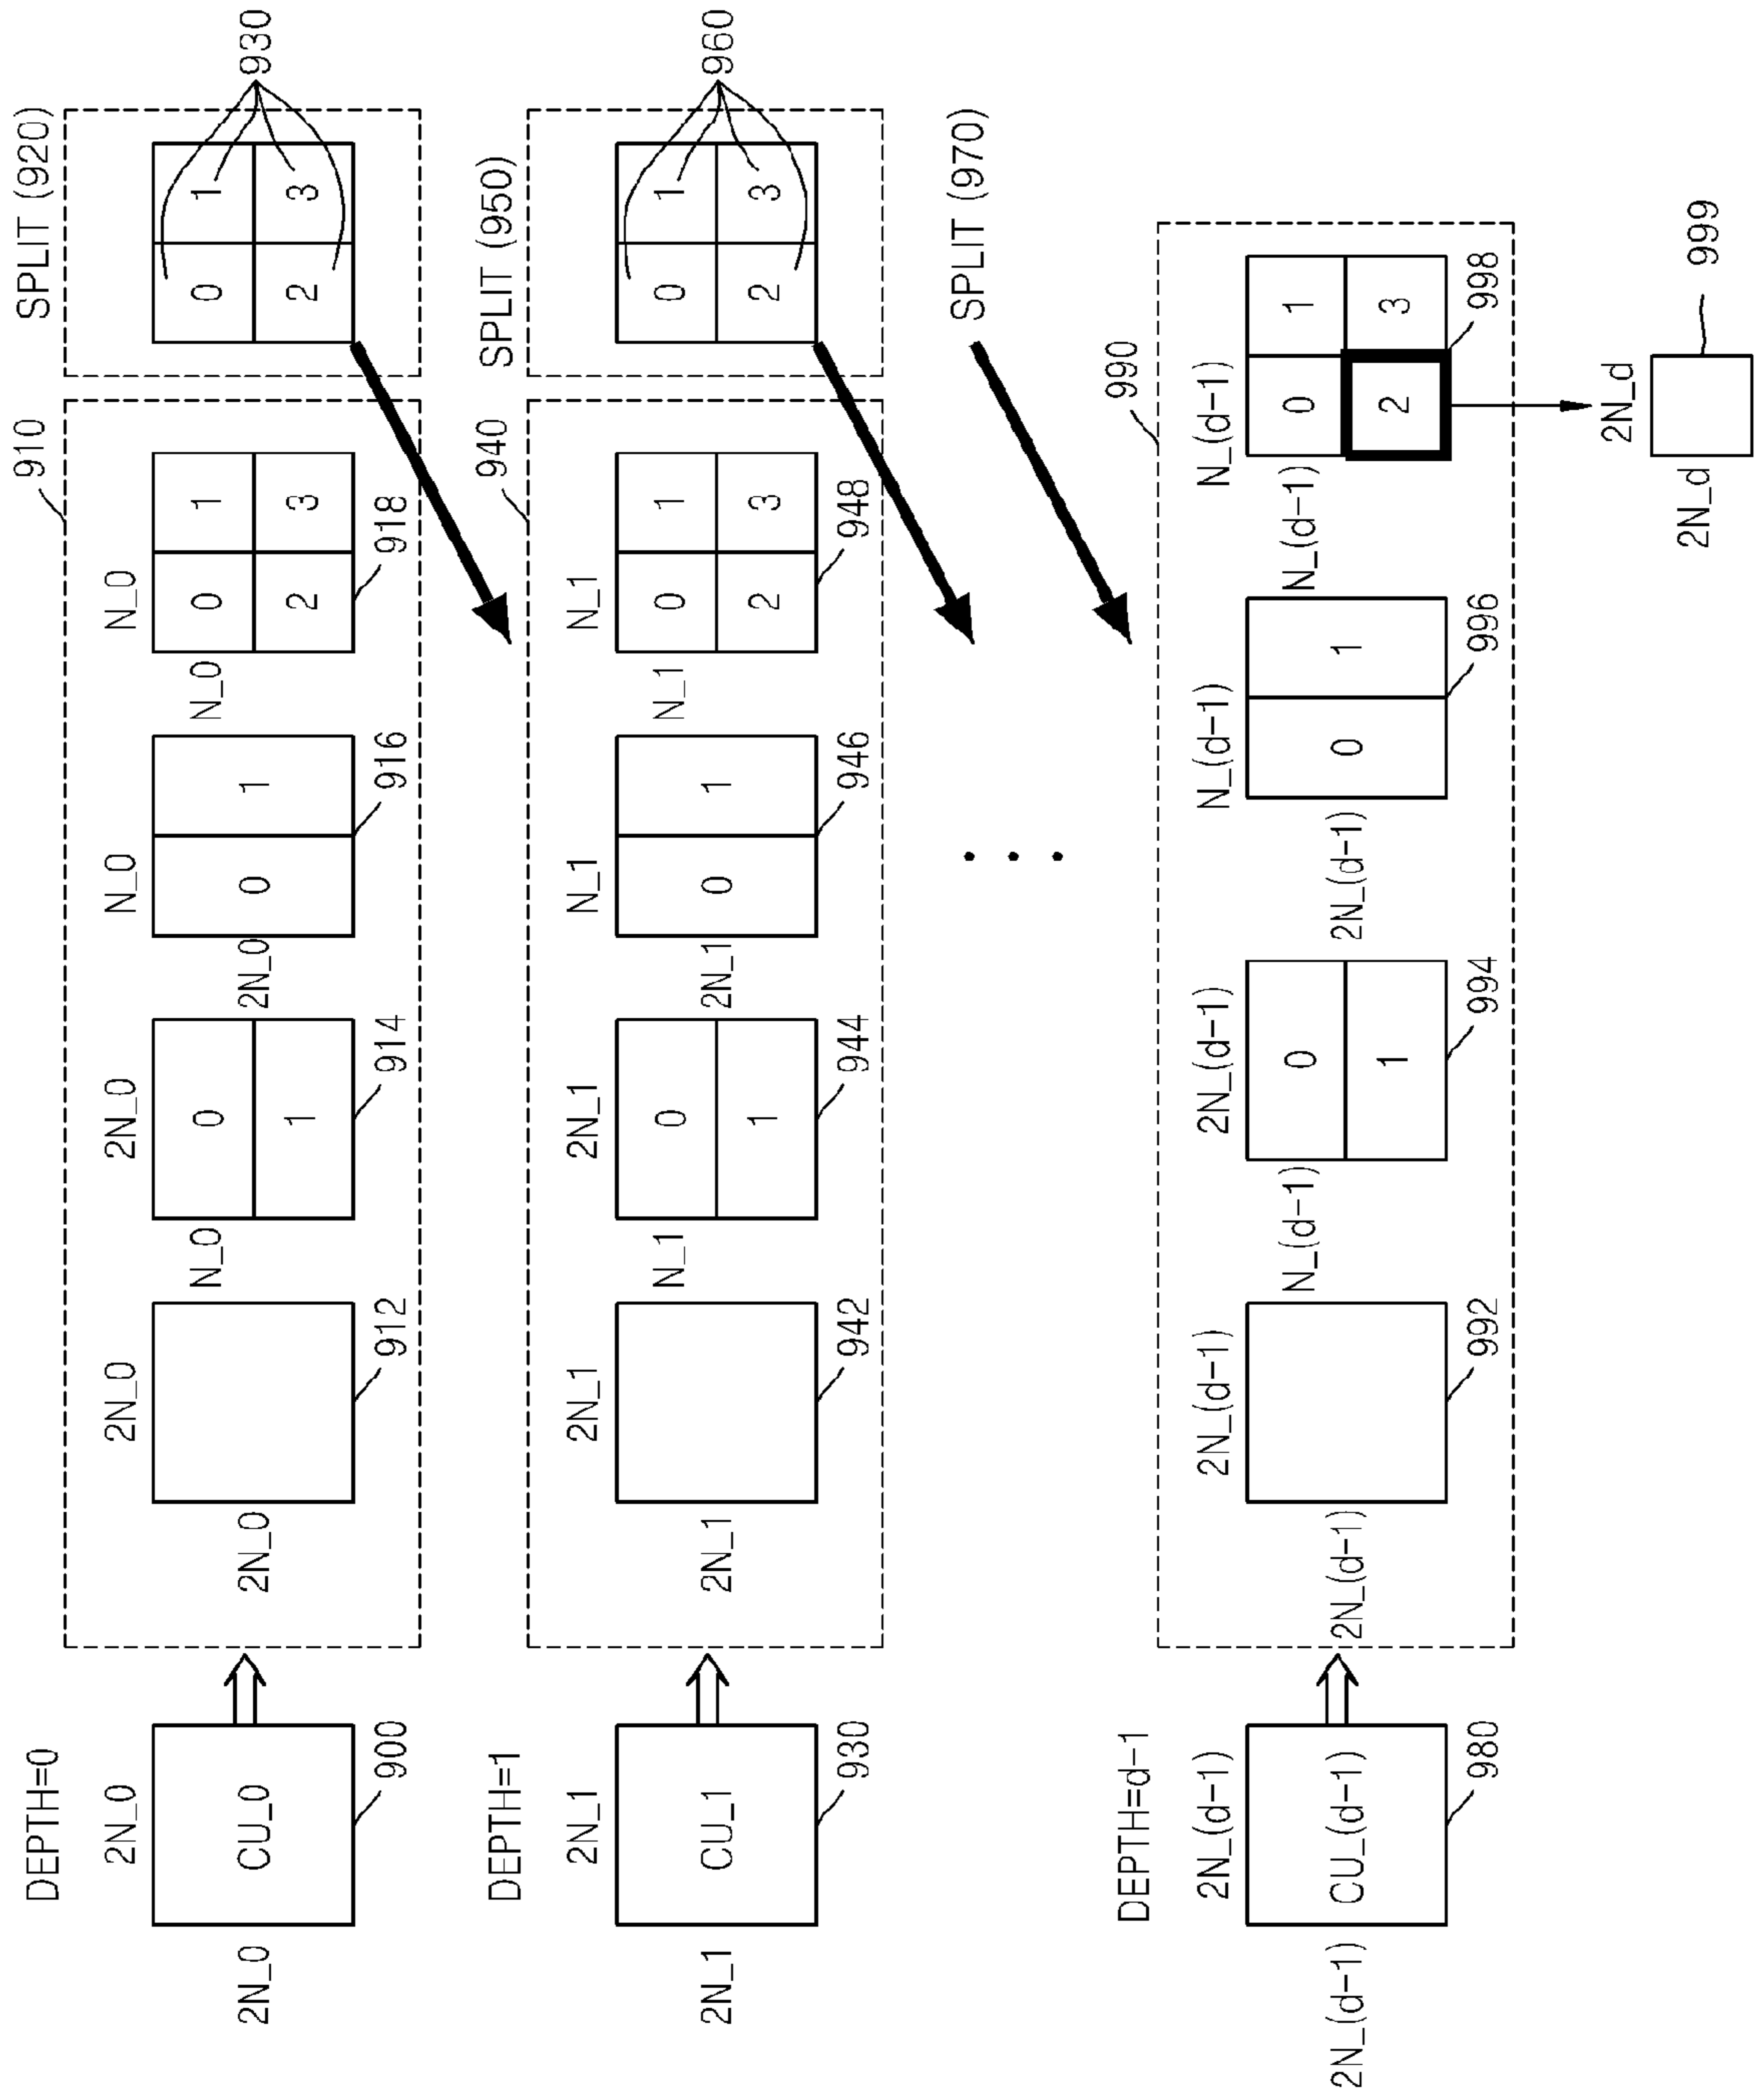 DEPTH=0
2N_0
2N_0
CU_0
900
910
2N_0
2N_0
912
2N_0
N_0
0
1
914
N_0
2N_0
0
1
916
N_0
N_0
0
1
2
3
918
SPLIT (920)
0
1
2
3
930
DEPTH=1
2N_1
2N_1
CU_1
930
940
2N_1
2N_1
942
2N_1
N_1
0
1
944
N_1
2N_1
0
1
946
N_1
N_1
0
1
2
3
948
SPLIT (950)
0
1
2
3
960
SPLIT (970)
DEPTH=d-1
2N_(d-1)
2N_(d-1)
CU_(d-1)
980
990
2N_(d-1)
2N_(d-1)
992
2N_(d-1)
N_(d-1)
0
1
994
N_(d-1)
2N_(d-1)
0
1
996
N_(d-1)
N_(d-1)
0
1
2
3
998
2N_d
2N_d
999